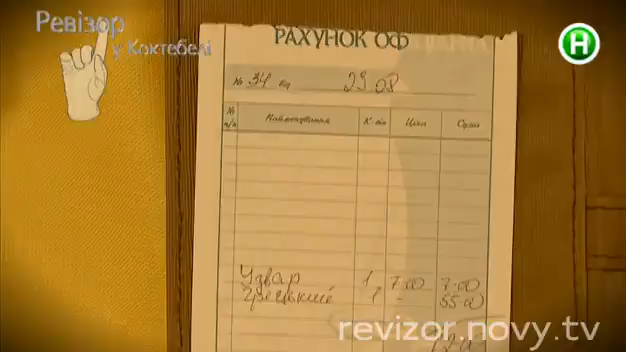 Ревізор
у Коктебелі
РАХУНОК ОФ
№ 34 від 29 08
№ п/п Найменування К-ть Ціна Сума
Узвар 1 7-00 7-00
Грецький 1 - 55-00
revizor.novy.tv